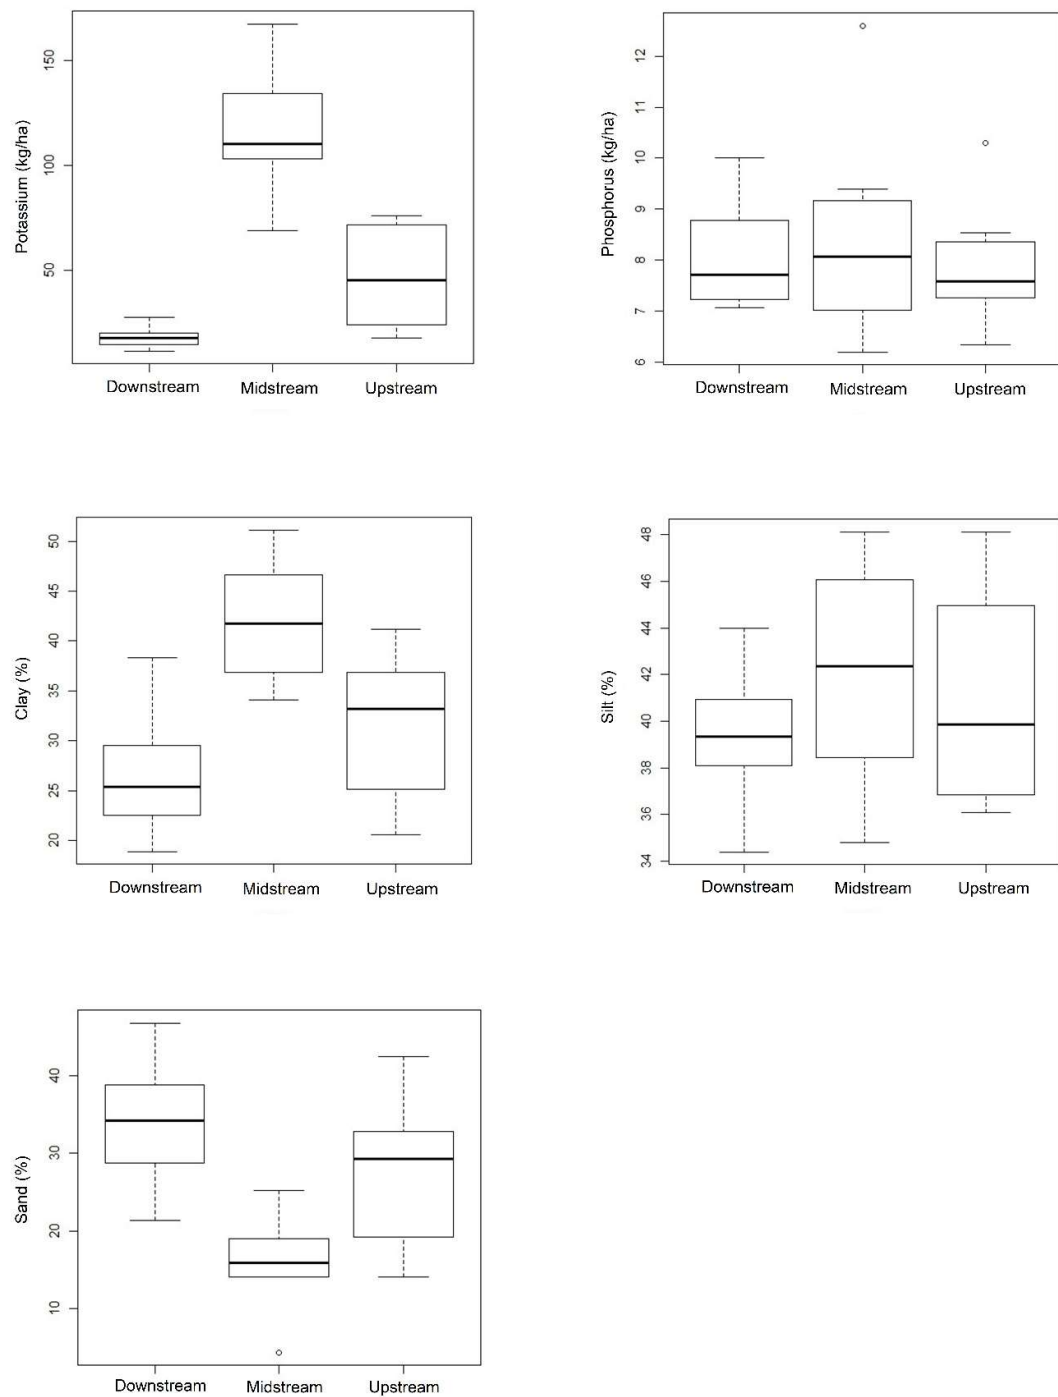 Potassium (kg/ha)
150
100
50
Downstream Midstream Upstream
Phosphorus (kg/ha)
12
11
10
9
8
7
6
Downstream Midstream Upstream
Clay (%)
50
45
40
35
30
25
20
Downstream Midstream Upstream
Silt (%)
48
46
44
42
40
38
36
34
Downstream Midstream Upstream
Sand (%)
40
30
20
10
Downstream Midstream Upstream